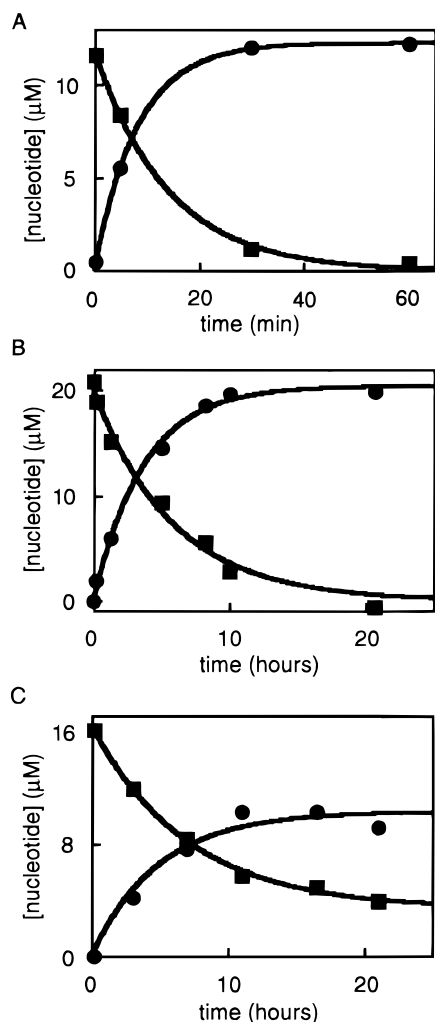 A
[nucleotide] (μM)
10
5
0
0 20 40 60
time (min)
B
[nucleotide] (μM)
20
10
0
0 10 20
time (hours)
C
[nucleotide] (μM)
16
8
0
0 10 20
time (hours)